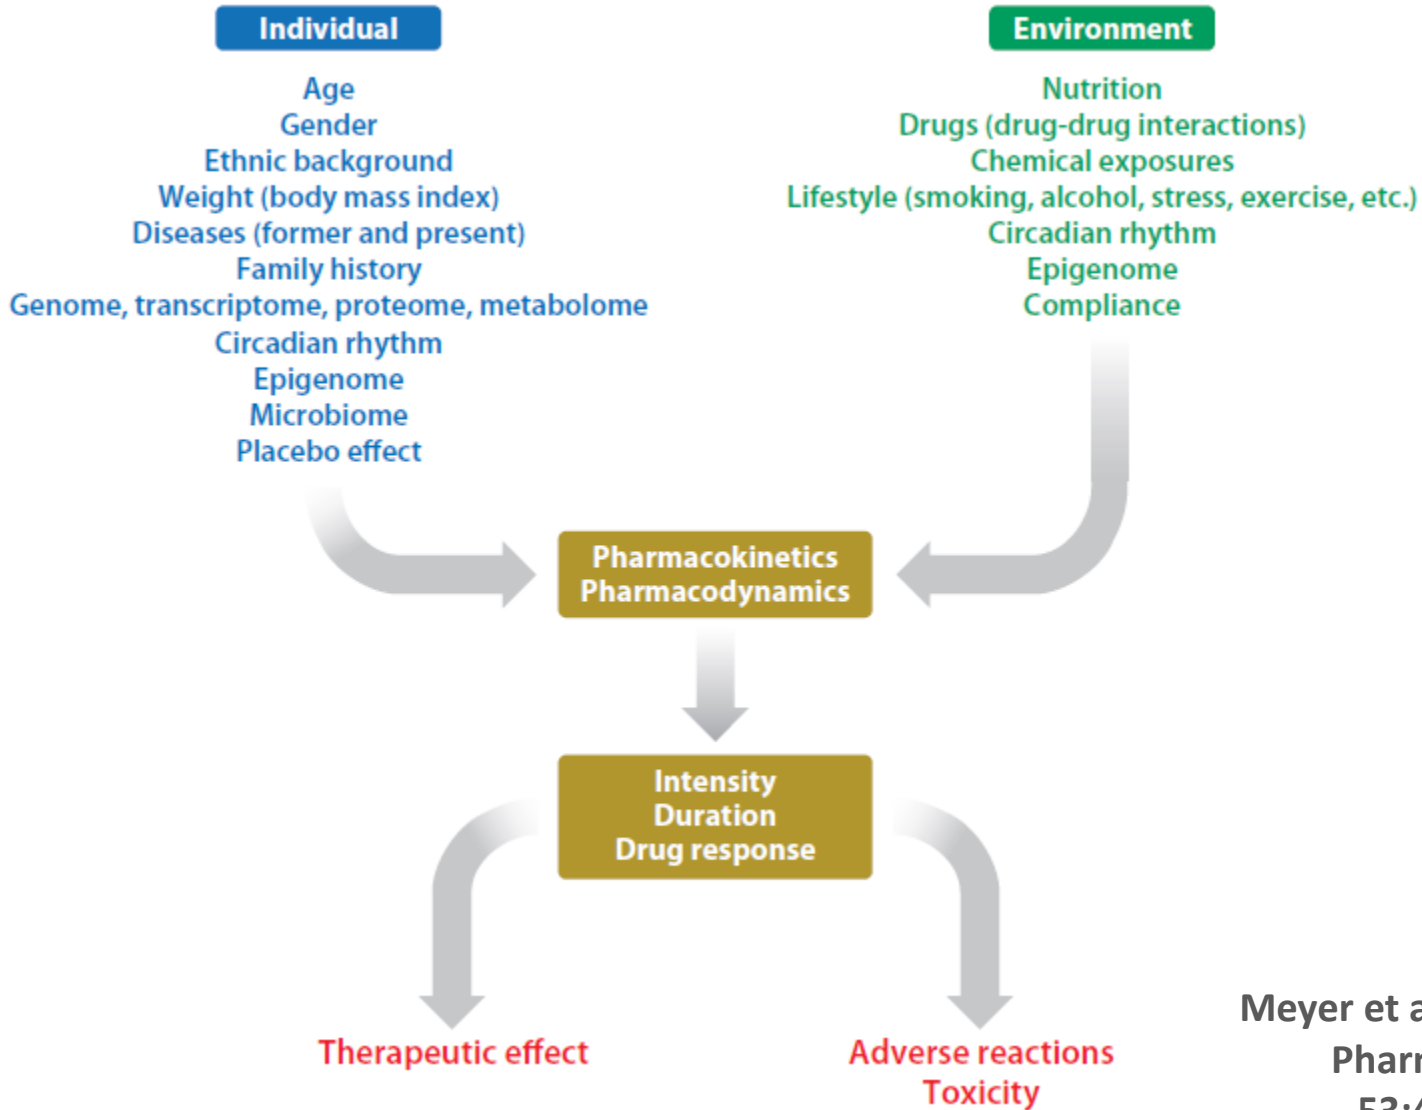 Individual
Age
Gender
Ethnic background
Weight (body mass index)
Diseases (former and present)
Family history
Genome, transcriptome, proteome, metabolome
Circadian rhythm
Epigenome
Microbiome
Placebo effect
Environment
Nutrition
Drugs (drug-drug interactions)
Chemical exposures
Lifestyle (smoking, alcohol, stress, exercise, etc.)
Circadian rhythm
Epigenome
Compliance
Pharmacokinetics
Pharmacodynamics
Intensity
Duration
Drug response
Therapeutic effect
Adverse reactions
Toxicity
Meyer et